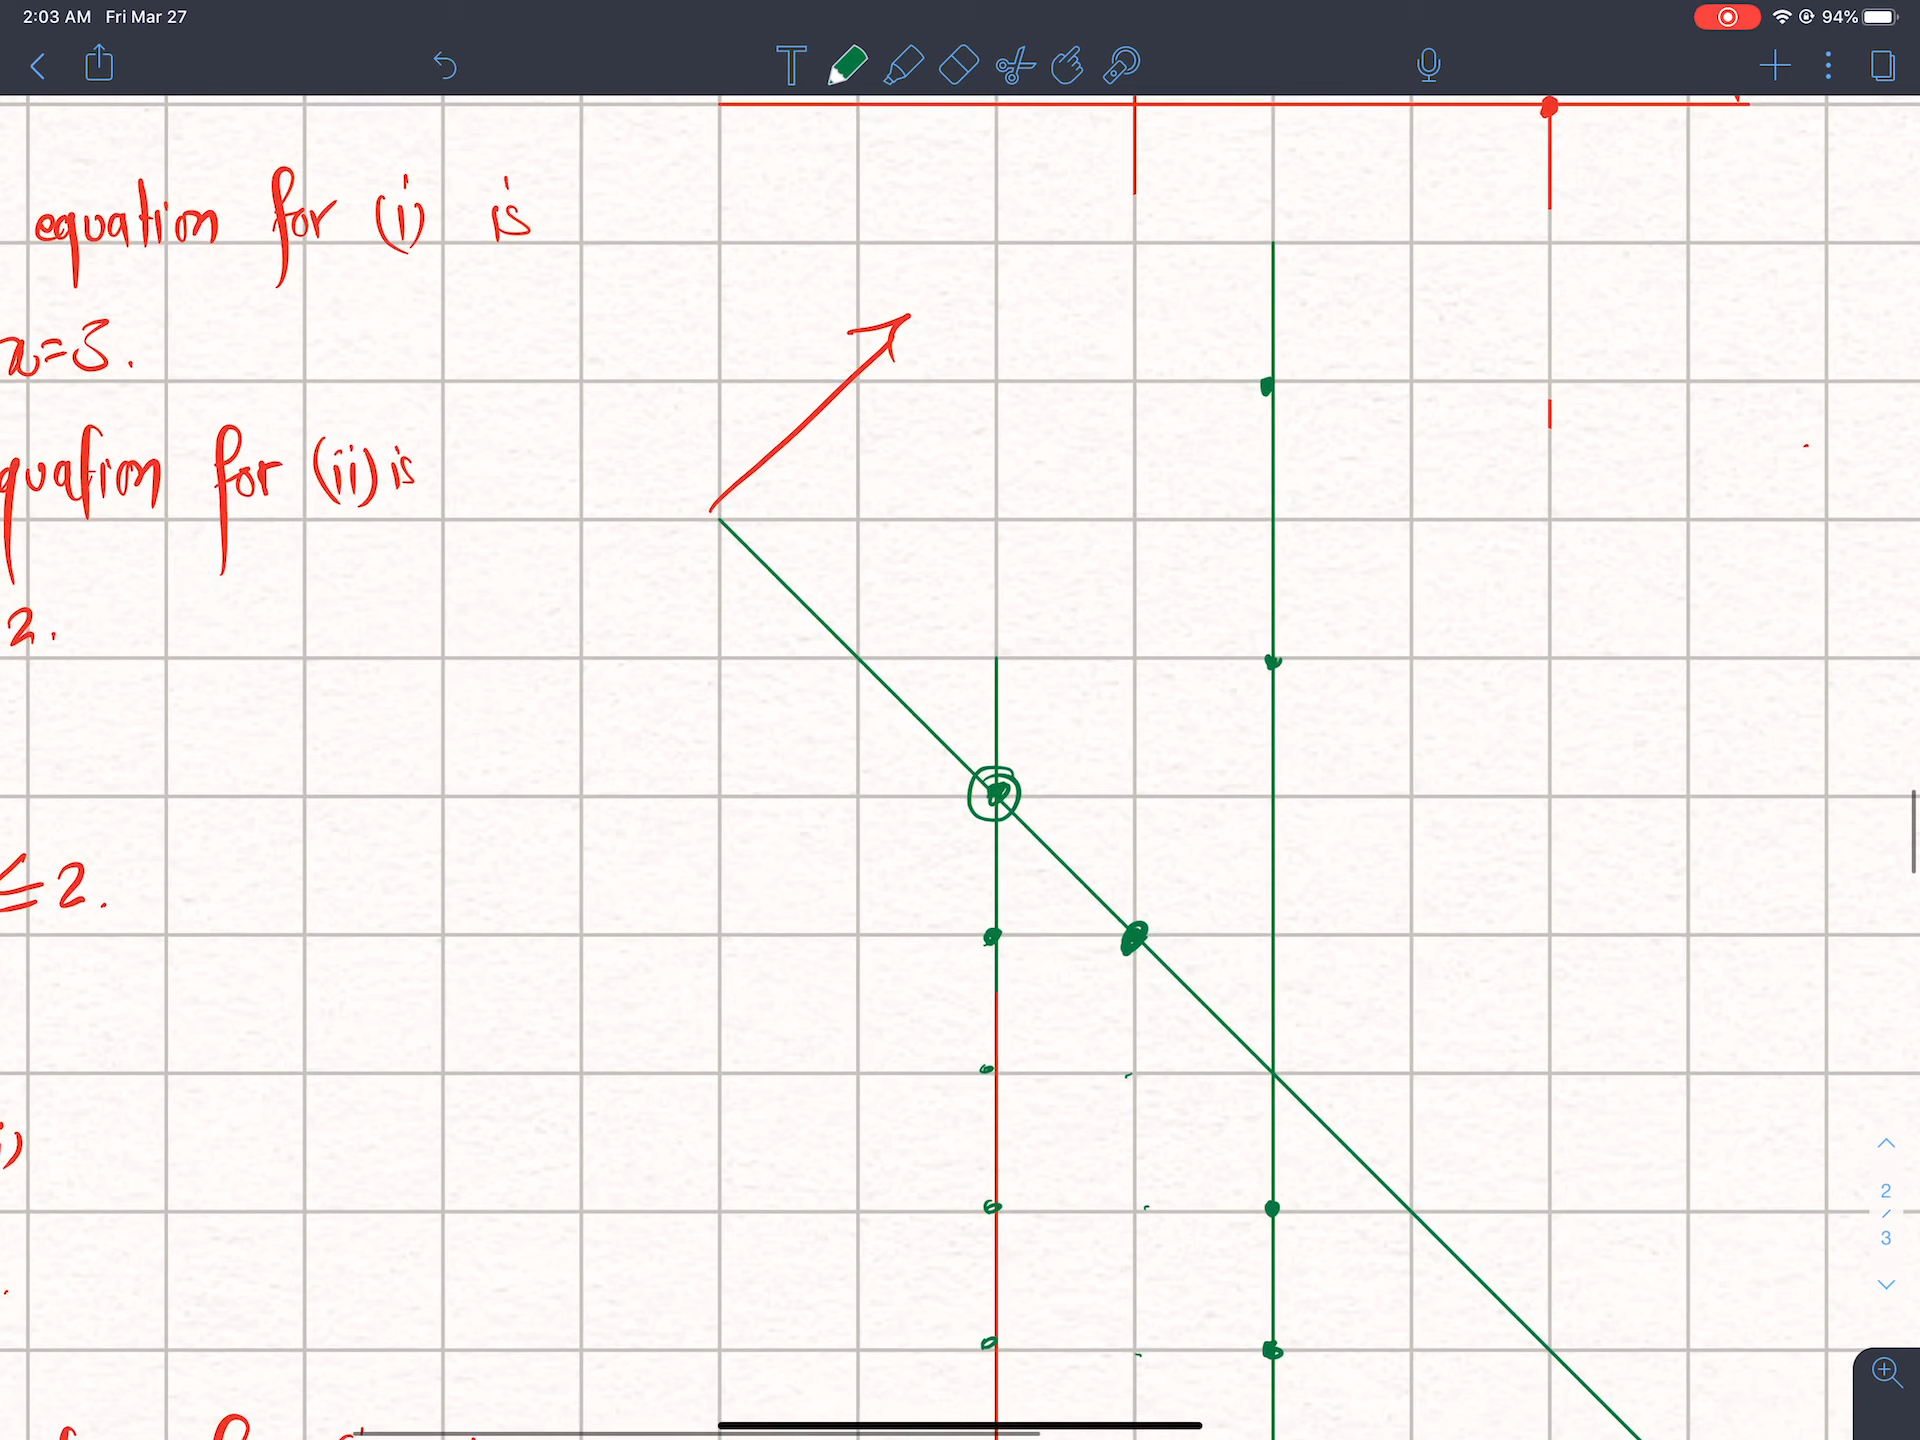 2:03 AM Fri Mar 27
94%
T
equation for (i) is
x=3.
quation for (ii) is
2.
≤ 2.
i)
2
/
3